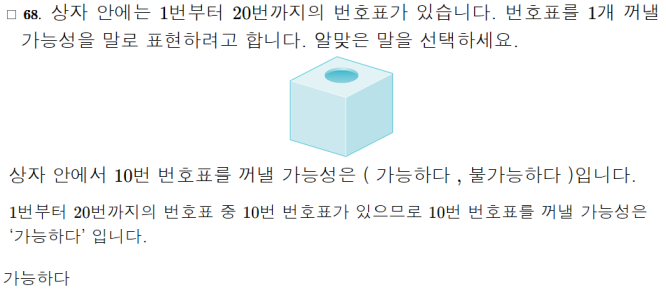 □ 68. 상자 안에는 1번부터 20번까지의 번호표가 있습니다. 번호표를 1개 꺼낼
가능성을 말로 표현하려고 합니다. 알맞은 말을 선택하세요.
상자 안에서 10번 번호표를 꺼낼 가능성은 ( 가능하다 , 불가능하다 )입니다.
1번부터 20번까지의 번호표 중 10번 번호표가 있으므로 10번 번호표를 꺼낼 가능성은
‘가능하다’ 입니다.
가능하다